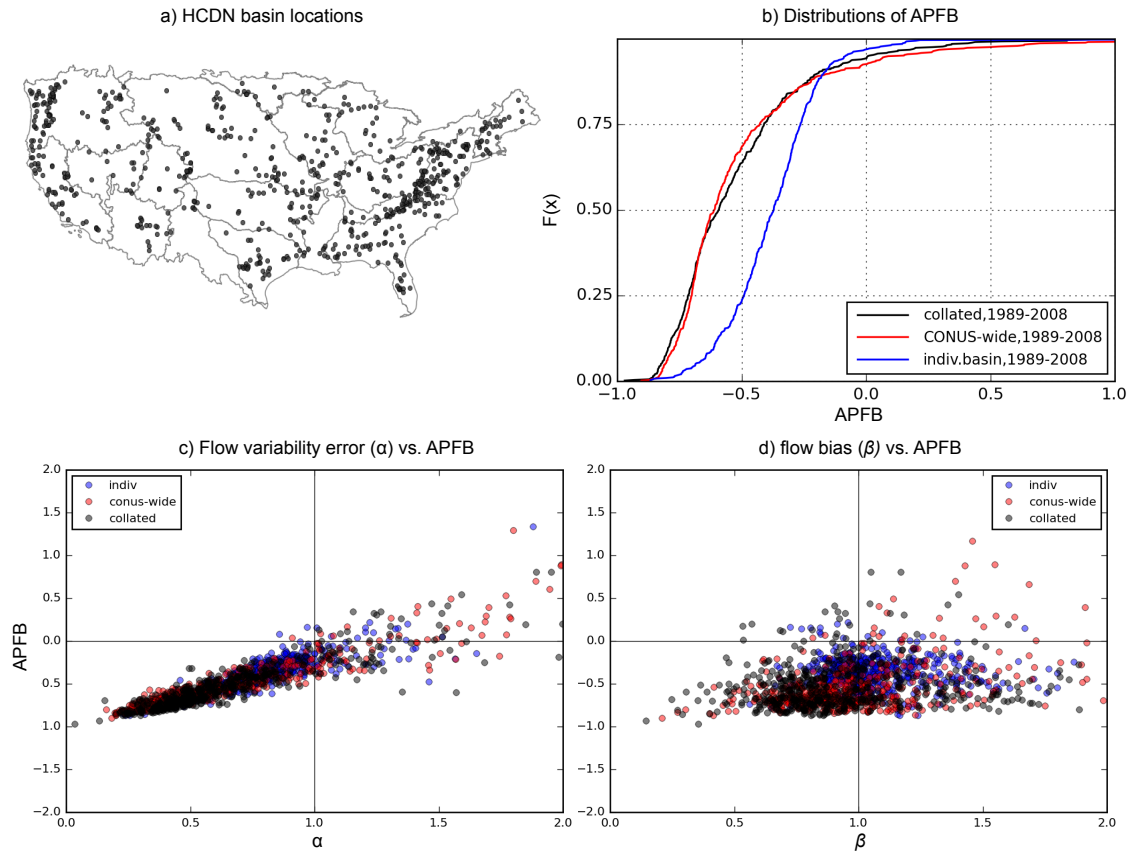 a) HCDN basin locations
b) Distributions of APFB
F(x)
0.75
0.50
0.25
0.00
collated,1989-2008
CONUS-wide,1989-2008
indiv.basin,1989-2008
−1.0 −0.5 0.0 0.5 1.0
APFB
c) Flow variability error (α) vs. APFB
APFB
2.0
1.5
1.0
0.5
0.0
−0.5
−1.0
−1.5
−2.0
indiv
conus-wide
collated
0.0 0.5 1.0 1.5 2.0
α
d) flow bias (β) vs. APFB
2.0
1.5
1.0
0.5
0.0
−0.5
−1.0
−1.5
−2.0
indiv
conus-wide
collated
0.0 0.5 1.0 1.5 2.0
β